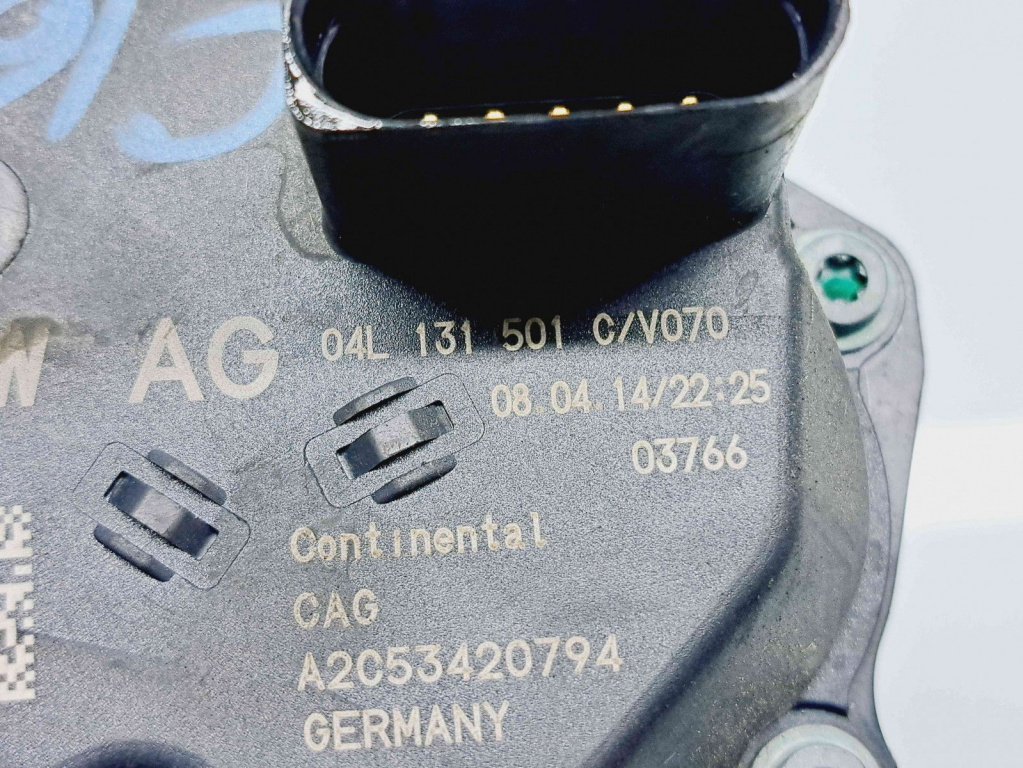 W AG 04L 131 501 C/V070
08.04.14/22:25
03766
Continental
CAG
A2C53420794
GERMANY